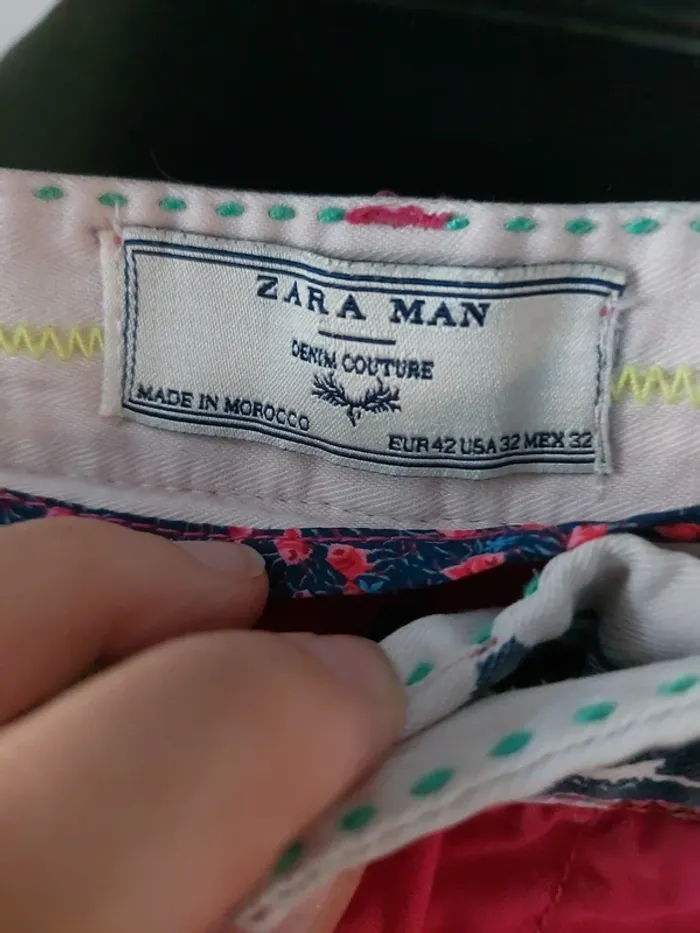 ZARA MAN
DENIM COUTURE
MADE IN MOROCCO
EUR 42 USA 32 MEX 32